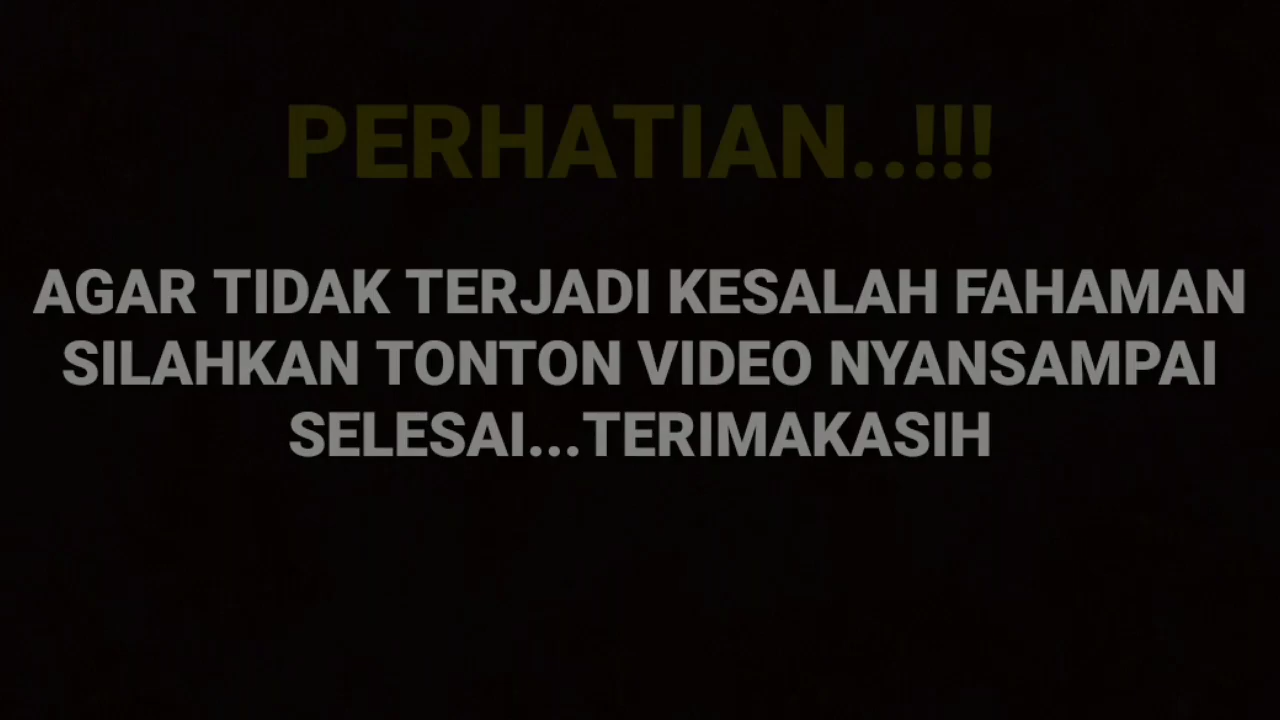 PERHATIAN..!!!
AGAR TIDAK TERJADI KESALAH FAHAMAN
SILAHKAN TONTON VIDEO NYANSAMPAI
SELESAI...TERIMAKASIH